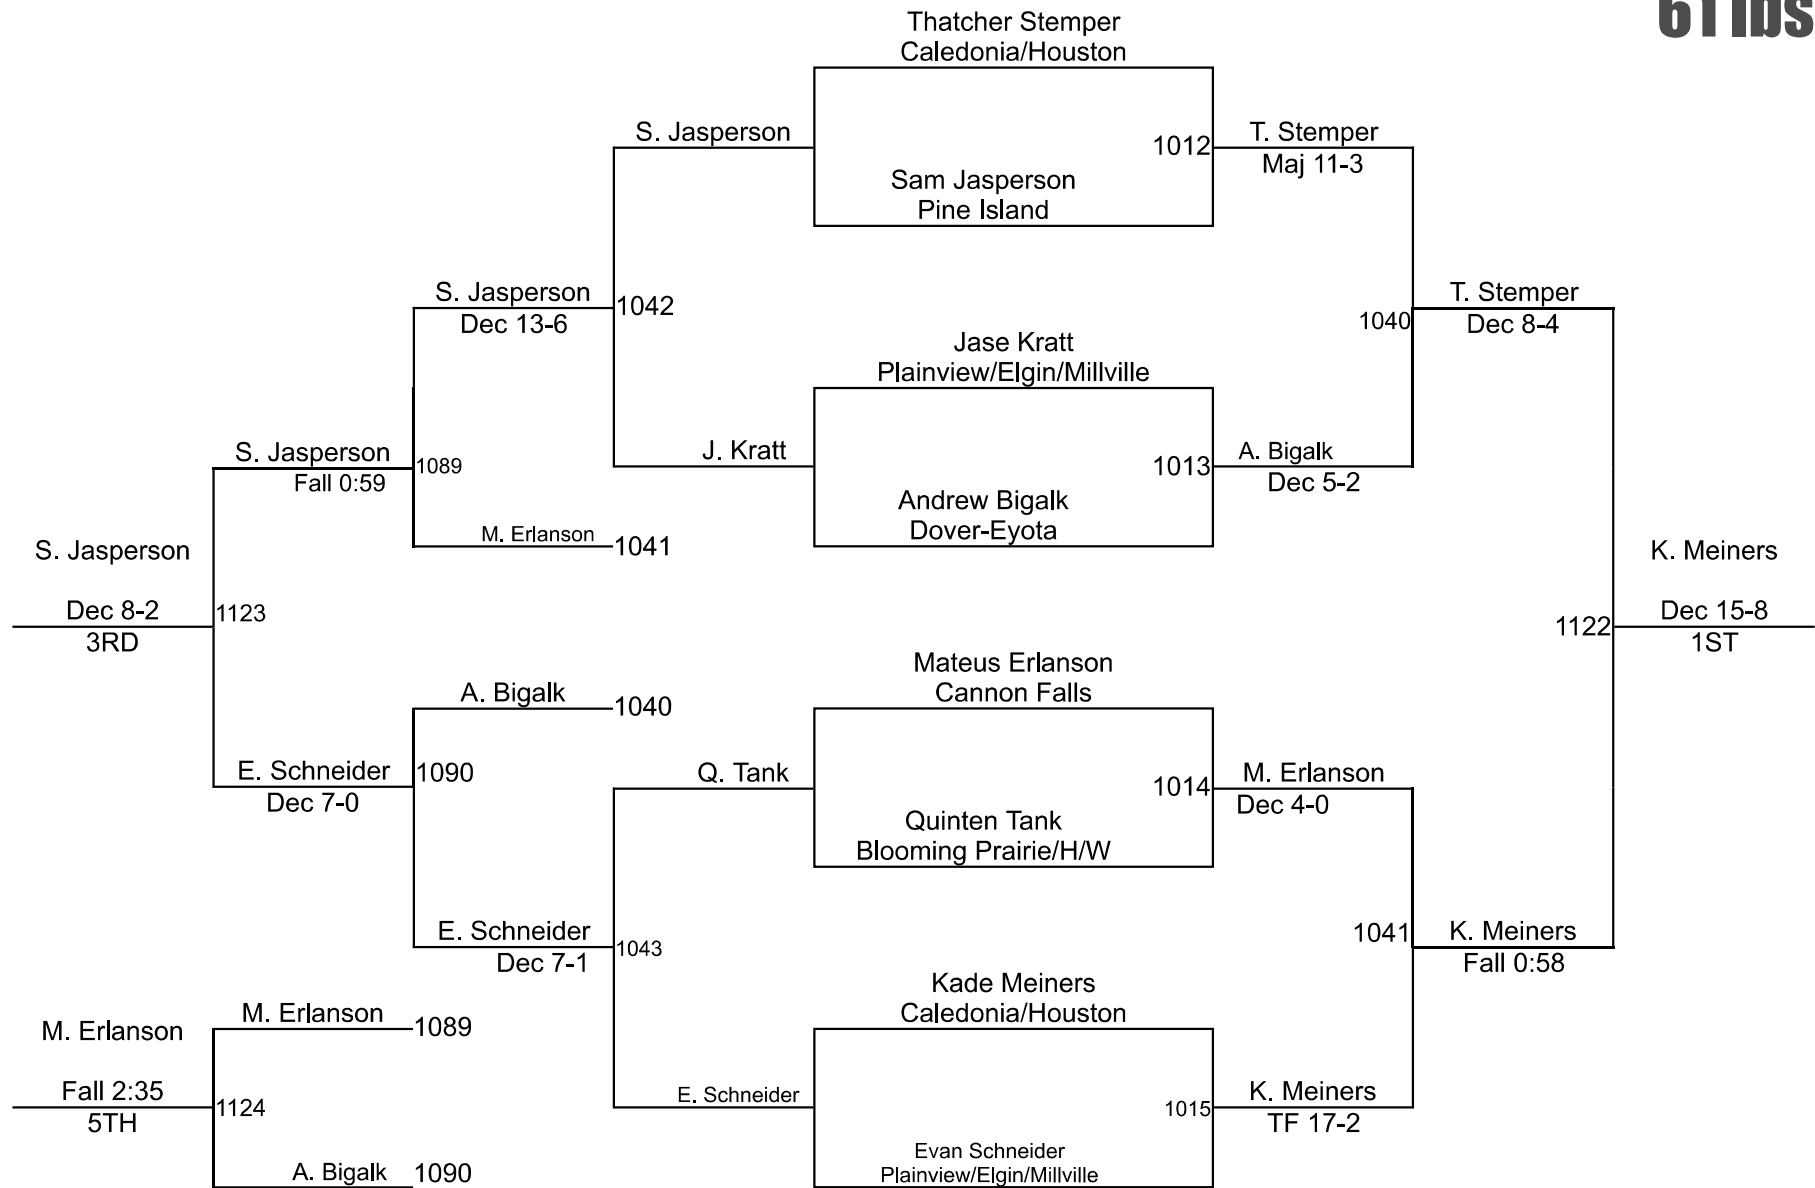 61 lbs
Thatcher Stemper
Caledonia/Houston
S. Jasperson
1012
T. Stemper
Maj 11-3
Sam Jasperson
Pine Island
S. Jasperson
Dec 13-6
1042
1040
T. Stemper
Dec 8-4
Jase Kratt
Plainview/Elgin/Millville
S. Jasperson
Fall 0:59
1089
J. Kratt
1013
A. Bigalk
Dec 5-2
Andrew Bigalk
Dover-Eyota
M. Erlanson
1041
S. Jasperson
Dec 8-2
3RD
1123
K. Meiners
1122
Dec 15-8
1ST
Mateus Erlanson
Cannon Falls
A. Bigalk
1040
E. Schneider
Dec 7-0
1090
Q. Tank
1014
M. Erlanson
Dec 4-0
Quinten Tank
Blooming Prairie/H/W
E. Schneider
Dec 7-1
1043
1041
K. Meiners
Fall 0:58
Kade Meiners
Caledonia/Houston
M. Erlanson
M. Erlanson
1089
Fall 2:35
5TH
1124
E. Schneider
1015
K. Meiners
TF 17-2
Evan Schneider
Plainview/Elgin/Millville
A. Bigalk
1090